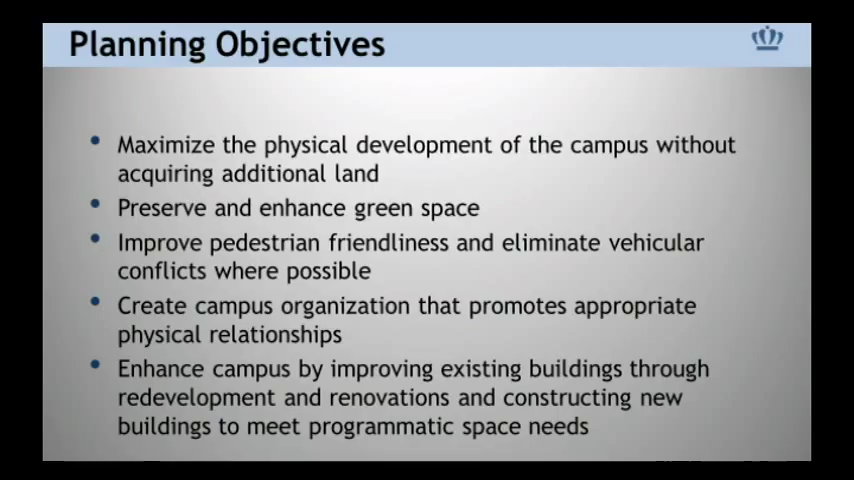 Planning Objectives
• Maximize the physical development of the campus without
acquiring additional land
• Preserve and enhance green space
• Improve pedestrian friendliness and eliminate vehicular
conflicts where possible
• Create campus organization that promotes appropriate
physical relationships
• Enhance campus by improving existing buildings through
redevelopment and renovations and constructing new
buildings to meet programmatic space needs